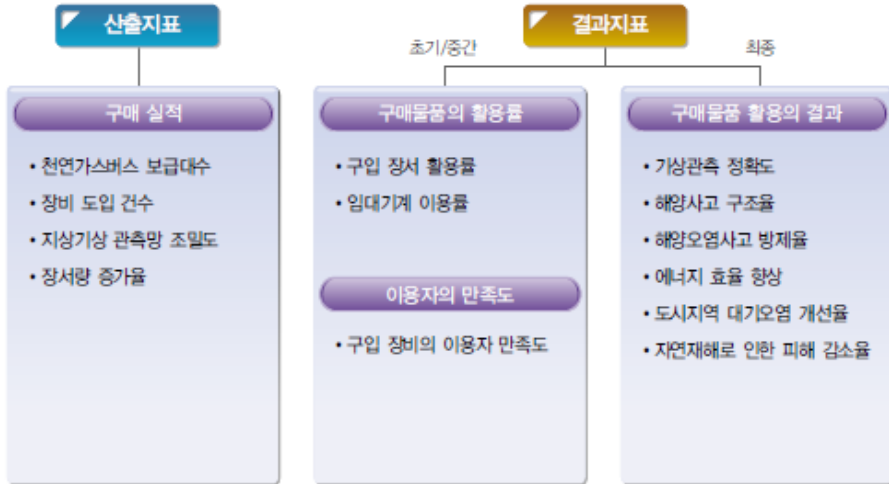 산출지표
결과지표
초기/중간
최종
구매 실적
• 천연가스버스 보급대수
• 장비 도입 건수
• 지상기상 관측망 조밀도
• 장서량 증가율
구매물품의 활용률
• 구입 장서 활용률
• 임대기계 이용률
이용자의 만족도
• 구입 장비의 이용자 만족도
구매물품 활용의 결과
• 기상관측 정확도
• 해양사고 구조율
• 해양오염사고 방제율
• 에너지 효율 향상
• 도시지역 대기오염 개선율
• 자연재해로 인한 피해 감소율